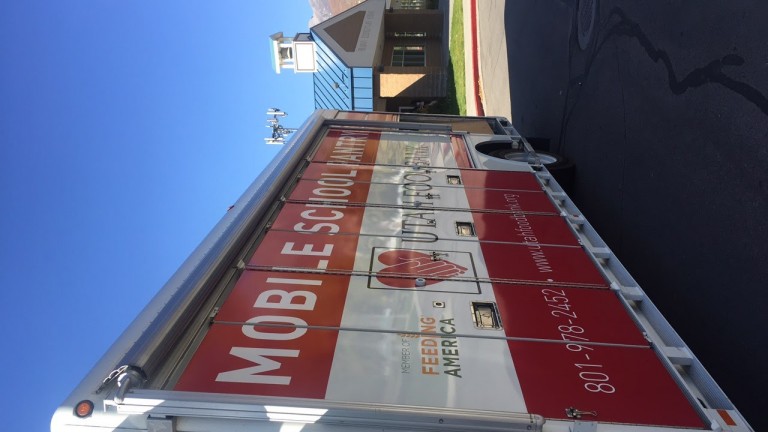 MOBILE SCHOOL PANTRY
UTAH FOOD BANK
MEMBER OF
FEEDING
AMERICA
801-978-2452 • www.utahfoodbank.org